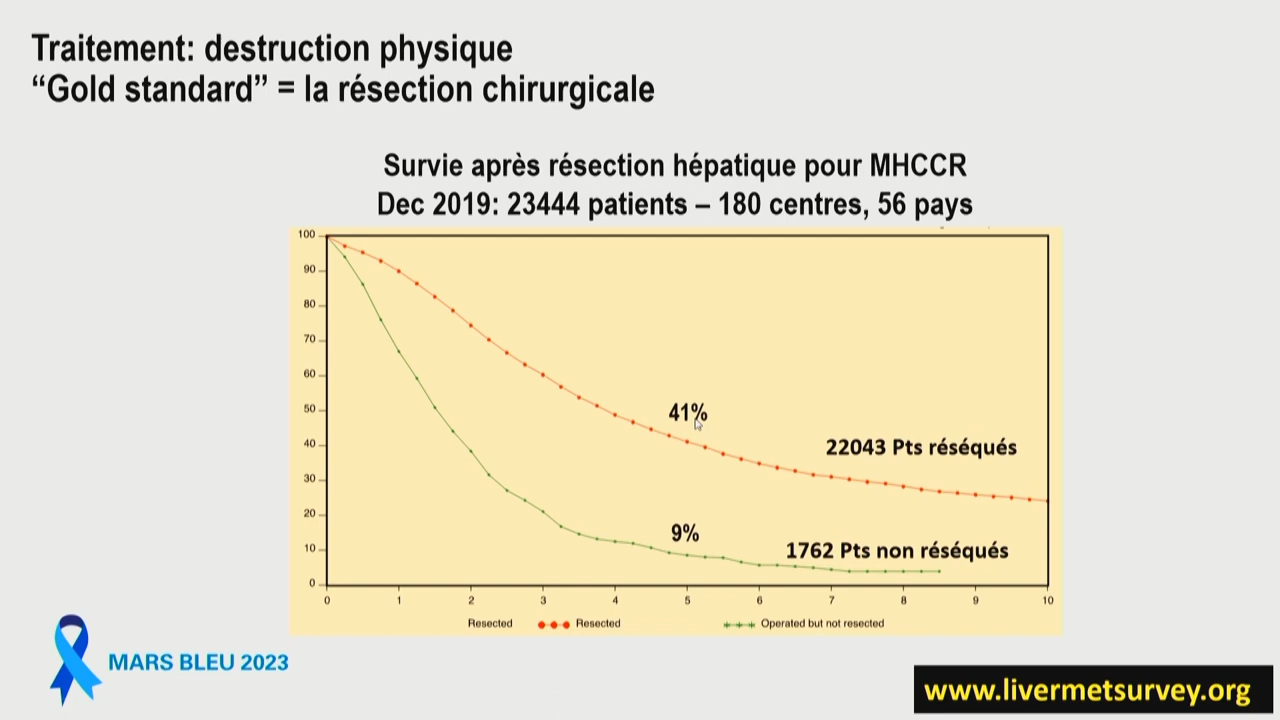 Traitement: destruction physique
“Gold standard” = la résection chirurgicale
Survie après résection hépatique pour MHCCR
Dec 2019: 23444 patients – 180 centres, 56 pays
100
90
80
70
60
50
40
30
20
10
0
41%
22043 Pts réséqués
9%
1762 Pts non réséqués
0 1 2 3 4 5 6 7 8 9 10
Resected Resected Operated but not resected
MARS BLEU 2023
www.livermetsurvey.org